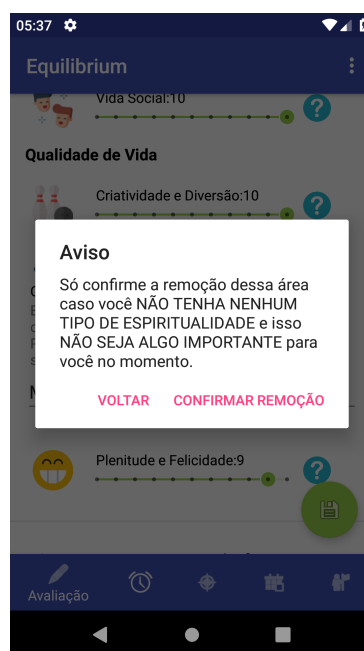 05:37
Equilibrium
Vida Social:10
?
Qualidade de Vida
Criatividade e Diversão:10
?
Aviso
Só confirme a remoção dessa área
caso você NÃO TENHA NENHUM
TIPO DE ESPIRITUALIDADE e isso
NÃO SEJA ALGO IMPORTANTE para
você no momento.
VOLTAR CONFIRMAR REMOÇÃO
Plenitude e Felicidade:9
?
Avaliação